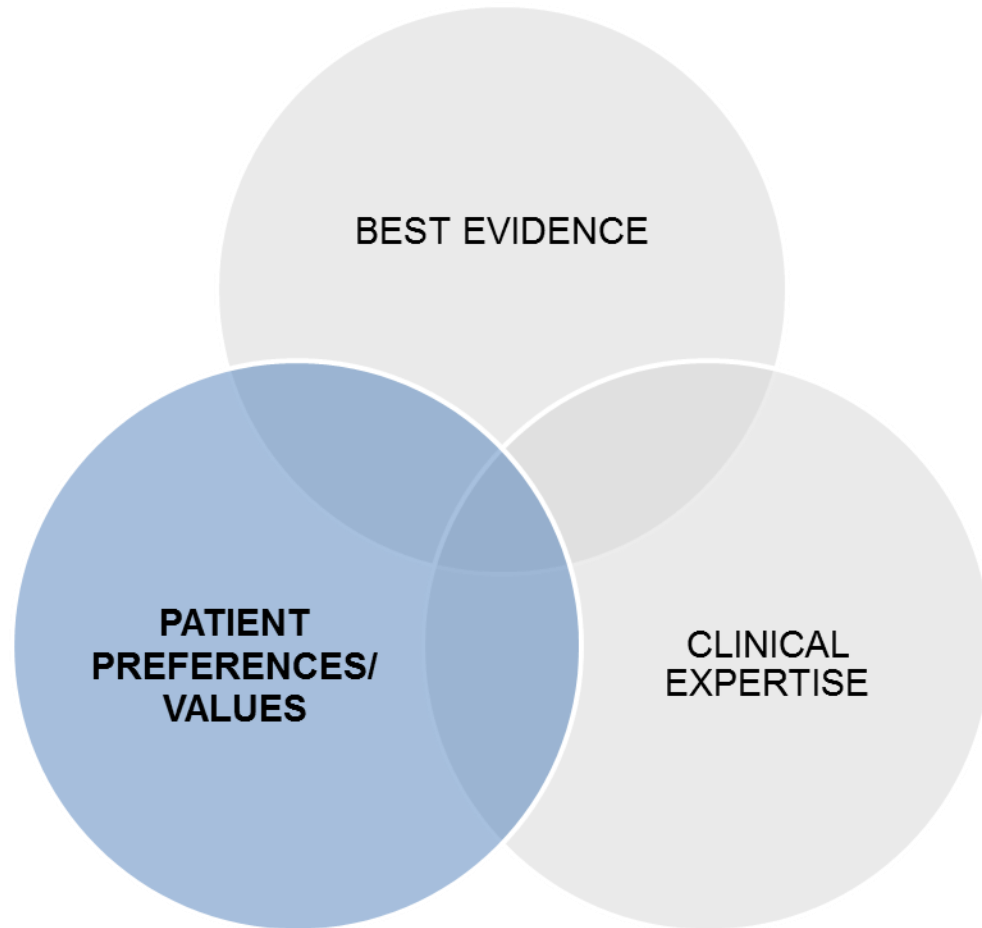 BEST EVIDENCE
PATIENT
PREFERENCES/
VALUES
CLINICAL
EXPERTISE